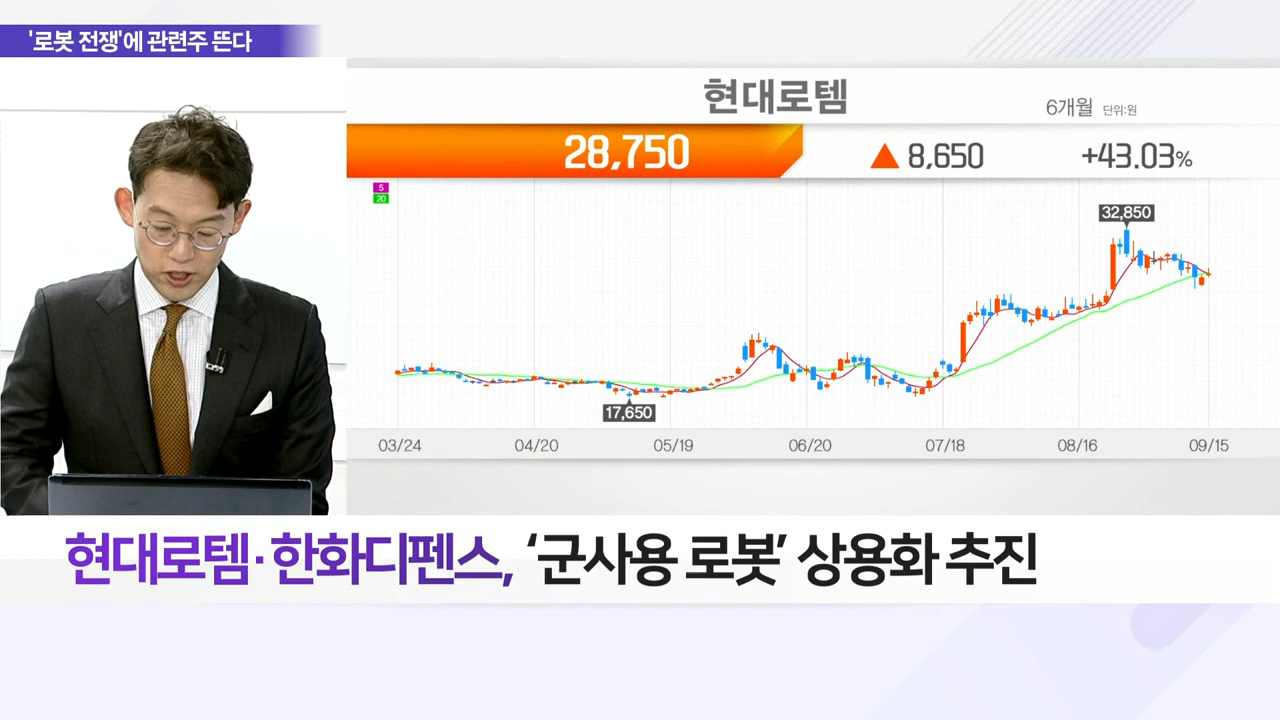 '로봇 전쟁'에 관련주 뜬다
현대로템
6개월 단위:원
28,750 ▲ 8,650 +43.03%
5
20
32,850
17,650
03/24 04/20 05/19 06/20 07/18 08/16 09/15
현대로템·한화디펜스, ‘군사용 로봇’ 상용화 추진